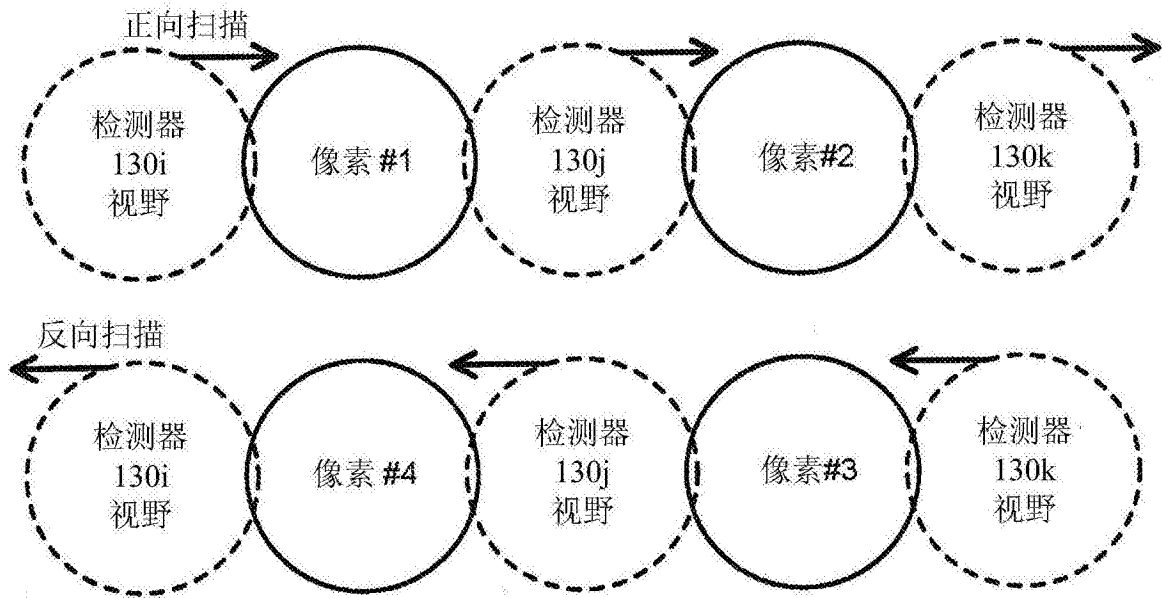 正向扫描
检测器
130i
视野
像素 #1
检测器
130j
视野
像素#2
检测器
130k
视野
反向扫描
检测器
130i
视野
像素 #4
检测器
130j
视野
像素#3
检测器
130k
视野